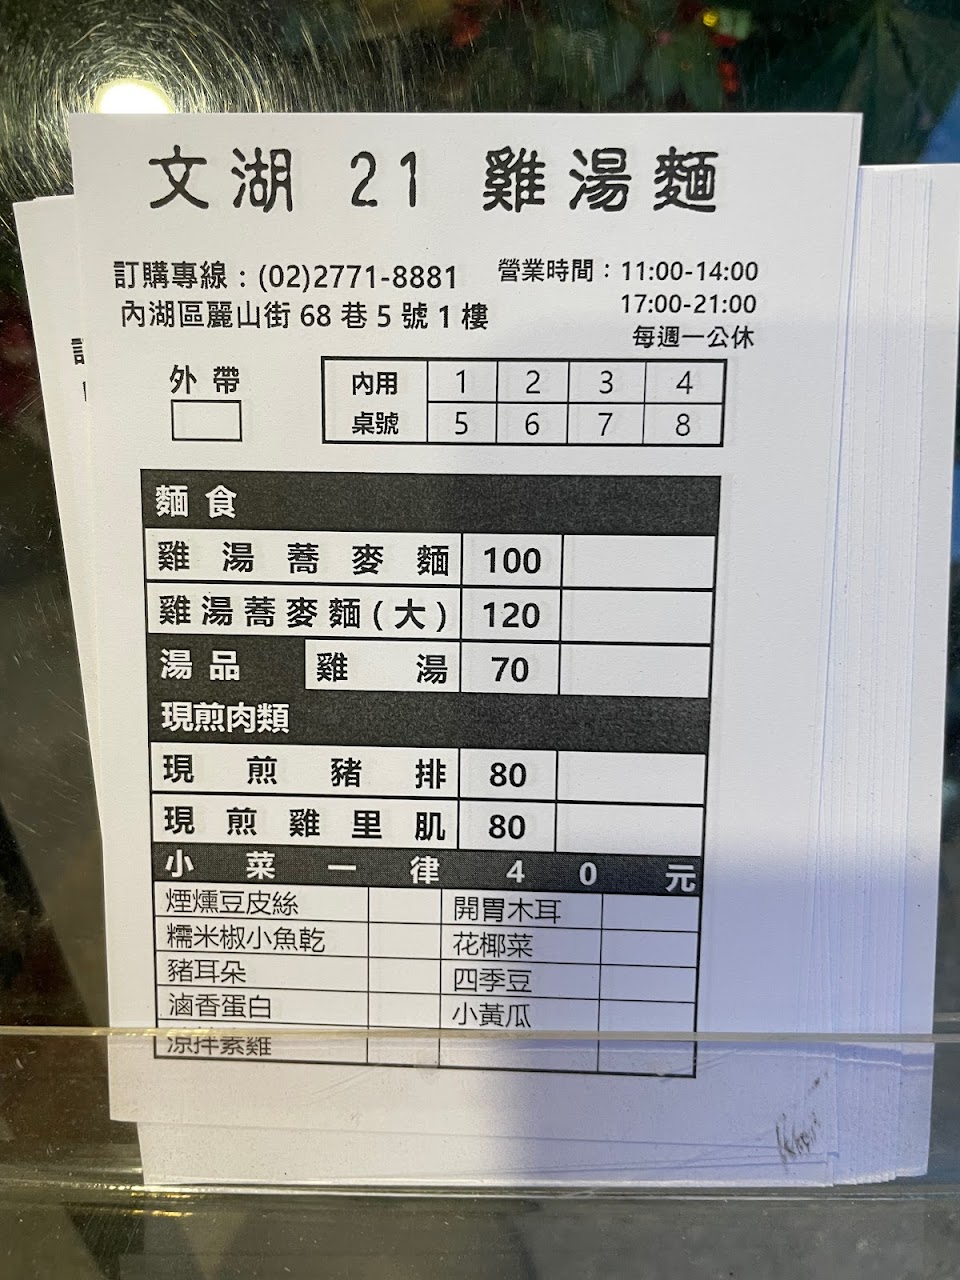 文湖 21 雞湯麵
訂購專線：(02)2771-8881
內湖區麗山街 68 巷 5 號 1 樓
營業時間：11:00-14:00
17:00-21:00
每週一公休
外帶
內用 1 2 3 4
桌號 5 6 7 8
麵食
雞湯蕎麥麵 100
雞湯蕎麥麵(大) 120
湯品 雞湯 70
現煎肉類
現煎豬排 80
現煎雞里肌 80
小菜一律40元
煙燻豆皮絲 開胃木耳
糯米椒小魚乾 花椰菜
豬耳朵 四季豆
滷香蛋白 小黃瓜
涼拌素雞